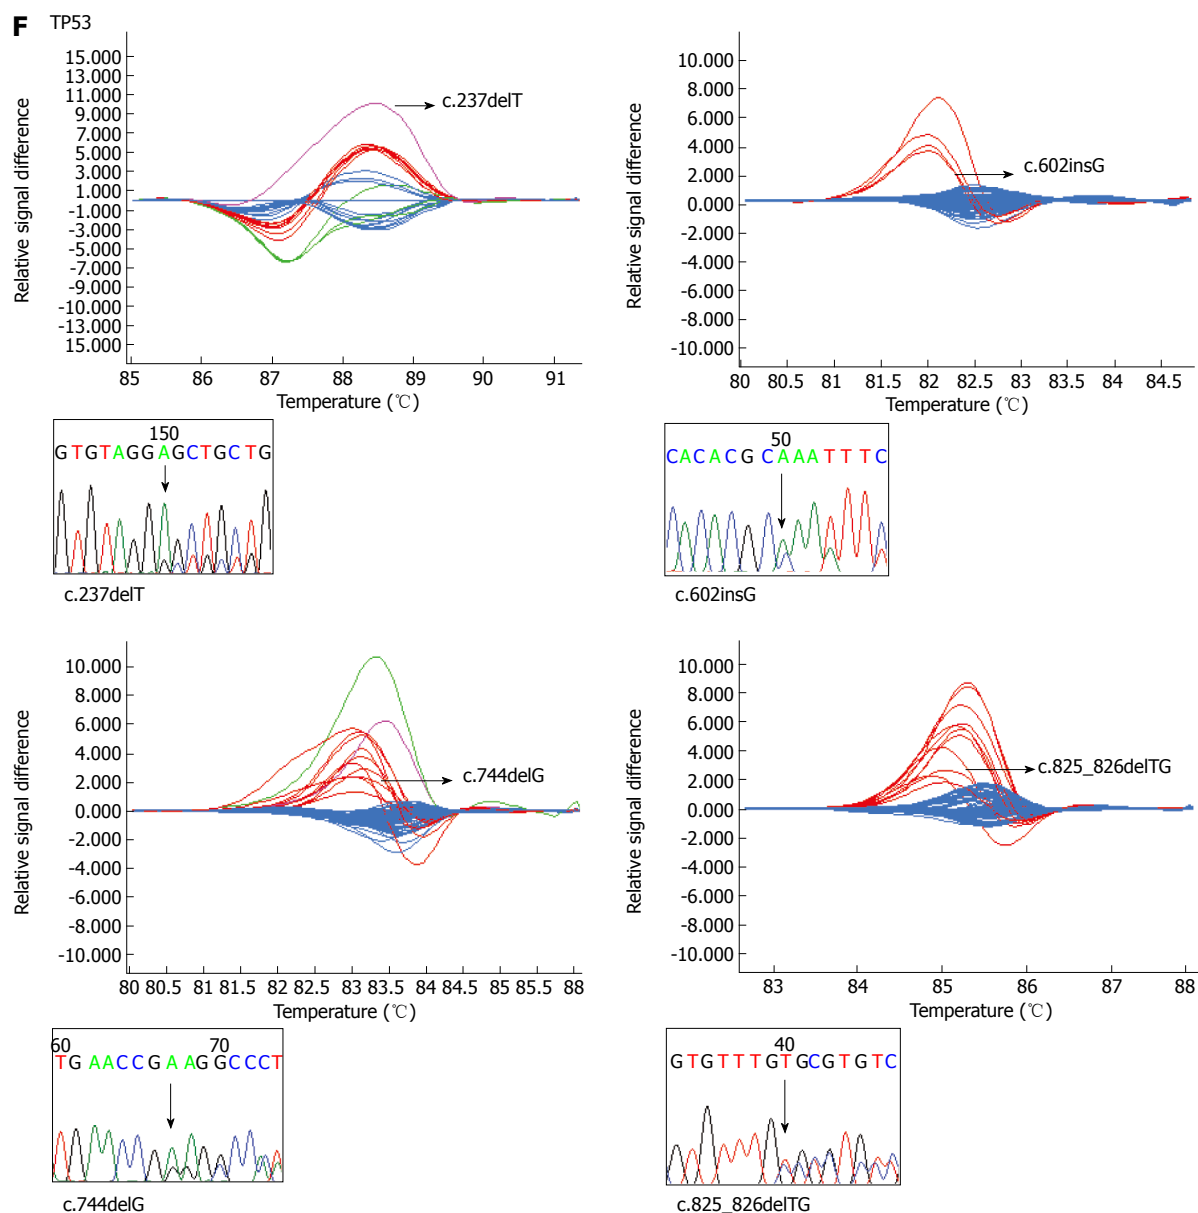 F TP53
15.000
13.000
11.000
9.000
7.000
5.000
3.000
1.000
-1.000
-3.000
-5.000
-7.000
-9.000
-11.000
-13.000
15.000
Relative signal difference
c.237delT
85 86 87 88 89 90 91
Temperature (℃)
10.000
8.000
6.000
4.000
2.000
0.000
-2.000
-4.000
-6.000
-8.000
-10.000
Relative signal difference
c.602insG
80 80.5 81 81.5 82 82.5 83 83.5 84 84.5
Temperature (℃)
150
GTGTAGGAGCTGCTG
c.237delT
50
CACACGCAAATTTC
c.602insG
10.000
8.000
6.000
4.000
2.000
0.000
-2.000
-4.000
-6.000
-8.000
-10.000
Relative signal difference
c.744delG
80 80.5 81 81.5 82 82.5 83 83.5 84 84.5 85 85.5 88
Temperature (℃)
10.000
8.000
6.000
4.000
2.000
0.000
-2.000
-4.000
-6.000
-8.000
-10.000
Relative signal difference
c.825_826delTG
83 84 85 86 87 88
Temperature (℃)
60 70
TGAACCGAAGGCCCT
c.744delG
40
GTGTTTGTGCGTGTC
c.825_826delTG